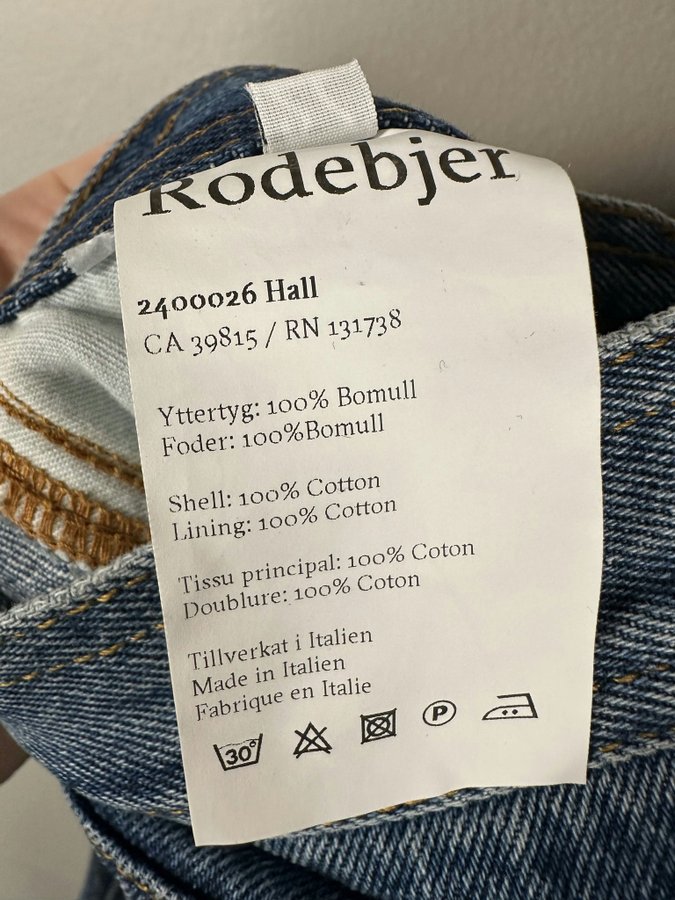 Rodebjer
2400026 Hall
CA 39815 / RN 131738
Yttertyg: 100% Bomull
Foder: 100%Bomull
Shell: 100% Cotton
Lining: 100% Cotton
Tissu principal: 100% Coton
Doublure: 100% Coton
Tillverkat i Italien
Made in Italien
Fabrique en Italie
30° P